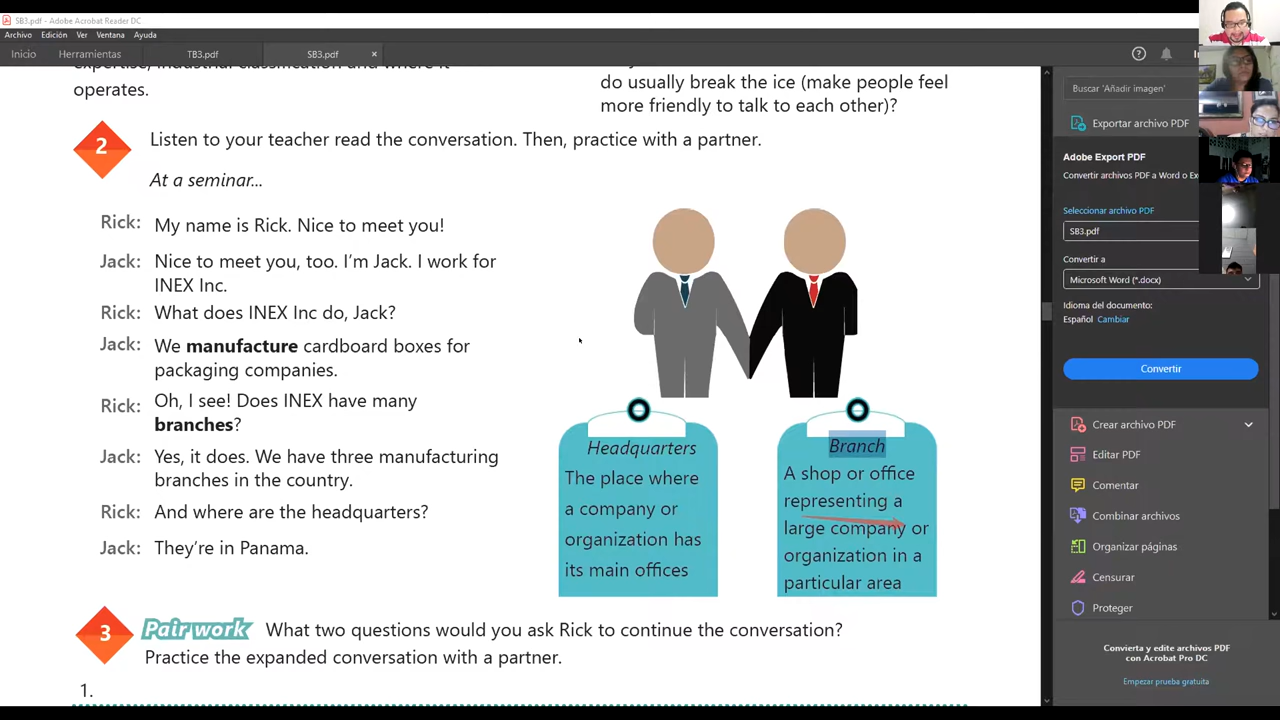 SB3.pdf - Adobe Acrobat Reader DC
Archivo Edición Ver Ventana Ayuda
Inicio Herramientas TB3.pdf SB3.pdf ×
operates.
do usually break the ice (make people feel
more friendly to talk to each other)?
2 Listen to your teacher read the conversation. Then, practice with a partner.
At a seminar...
Rick: My name is Rick. Nice to meet you!
Jack: Nice to meet you, too. I'm Jack. I work for
INEX Inc.
Rick: What does INEX Inc do, Jack?
Jack: We manufacture cardboard boxes for
packaging companies.
Rick: Oh, I see! Does INEX have many
branches?
Jack: Yes, it does. We have three manufacturing
branches in the country.
Rick: And where are the headquarters?
Jack: They're in Panama.
Headquarters
The place where
a company or
organization has
its main offices
Branch
A shop or office
representing a
large company or
organization in a
particular area
3 Pair work What two questions would you ask Rick to continue the conversation?
Practice the expanded conversation with a partner.
1.
Buscar 'Añadir imagen'
Exportar archivo PDF
Adobe Export PDF
Convertir archivos PDF a Word o
Seleccionar archivo PDF
SB3.pdf
Convertir a
Microsoft Word (*.docx)
Idioma del documento:
Español Cambiar
Convertir
Crear archivo PDF
Editar PDF
Comentar
Combinar archivos
Organizar páginas
Censurar
Proteger
Convierta y edite archivos PDF
con Acrobat Pro DC
Empezar prueba gratuita